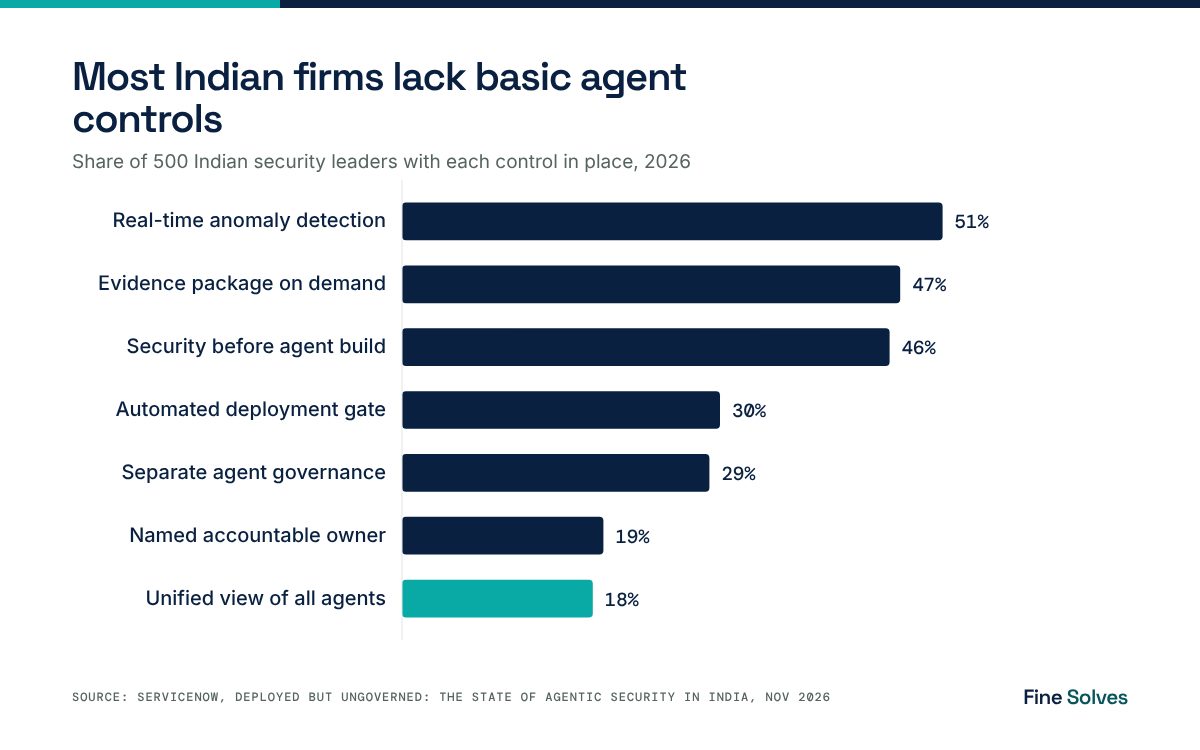 Most Indian firms lack basic agent
controls
Share of 500 Indian security leaders with each control in place, 2026
Real-time anomaly detection 51%
Evidence package on demand 47%
Security before agent build 46%
Automated deployment gate 30%
Separate agent governance 29%
Named accountable owner 19%
Unified view of all agents 18%
SOURCE: SERVICENOW, DEPLOYED BUT UNGOVERNED: THE STATE OF AGENTIC SECURITY IN INDIA, NOV 2026
Fine Solves